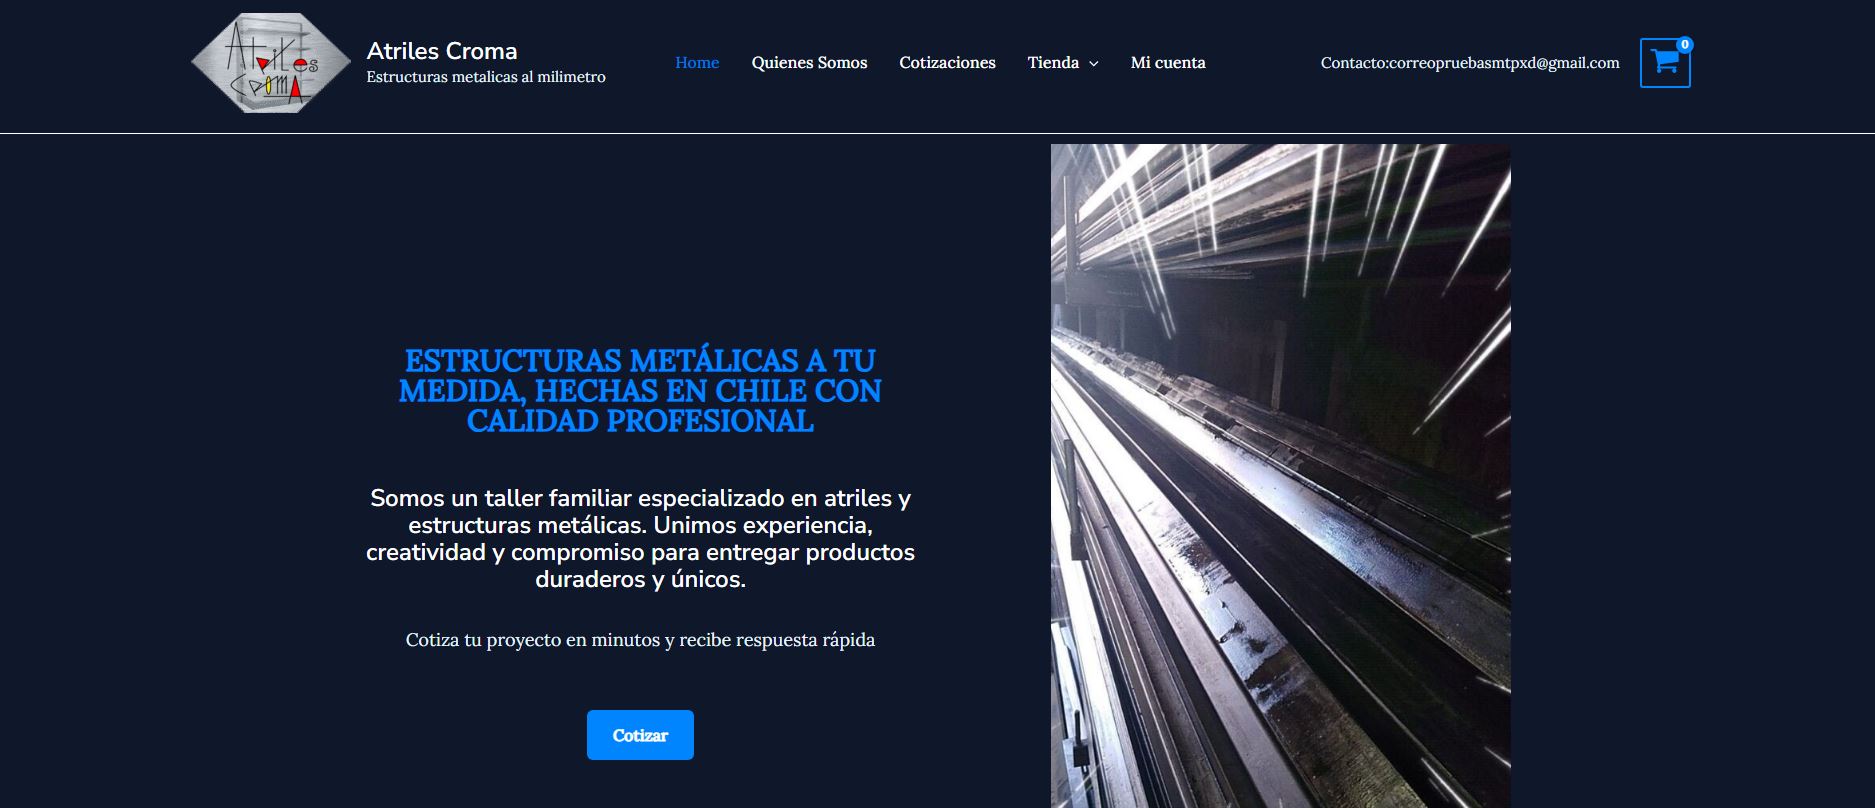 Atriles
Croma
Atriles Croma
Estructuras metalicas al milimetro
Home
Quienes Somos
Cotizaciones
Tienda
Mi cuenta
Contacto:correopruebasmtpxd@gmail.com
0
ESTRUCTURAS METÁLICAS A TU
MEDIDA, HECHAS EN CHILE CON
CALIDAD PROFESIONAL
Somos un taller familiar especializado en atriles y
estructuras metálicas. Unimos experiencia,
creatividad y compromiso para entregar productos
duraderos y únicos.
Cotiza tu proyecto en minutos y recibe respuesta rápida
Cotizar